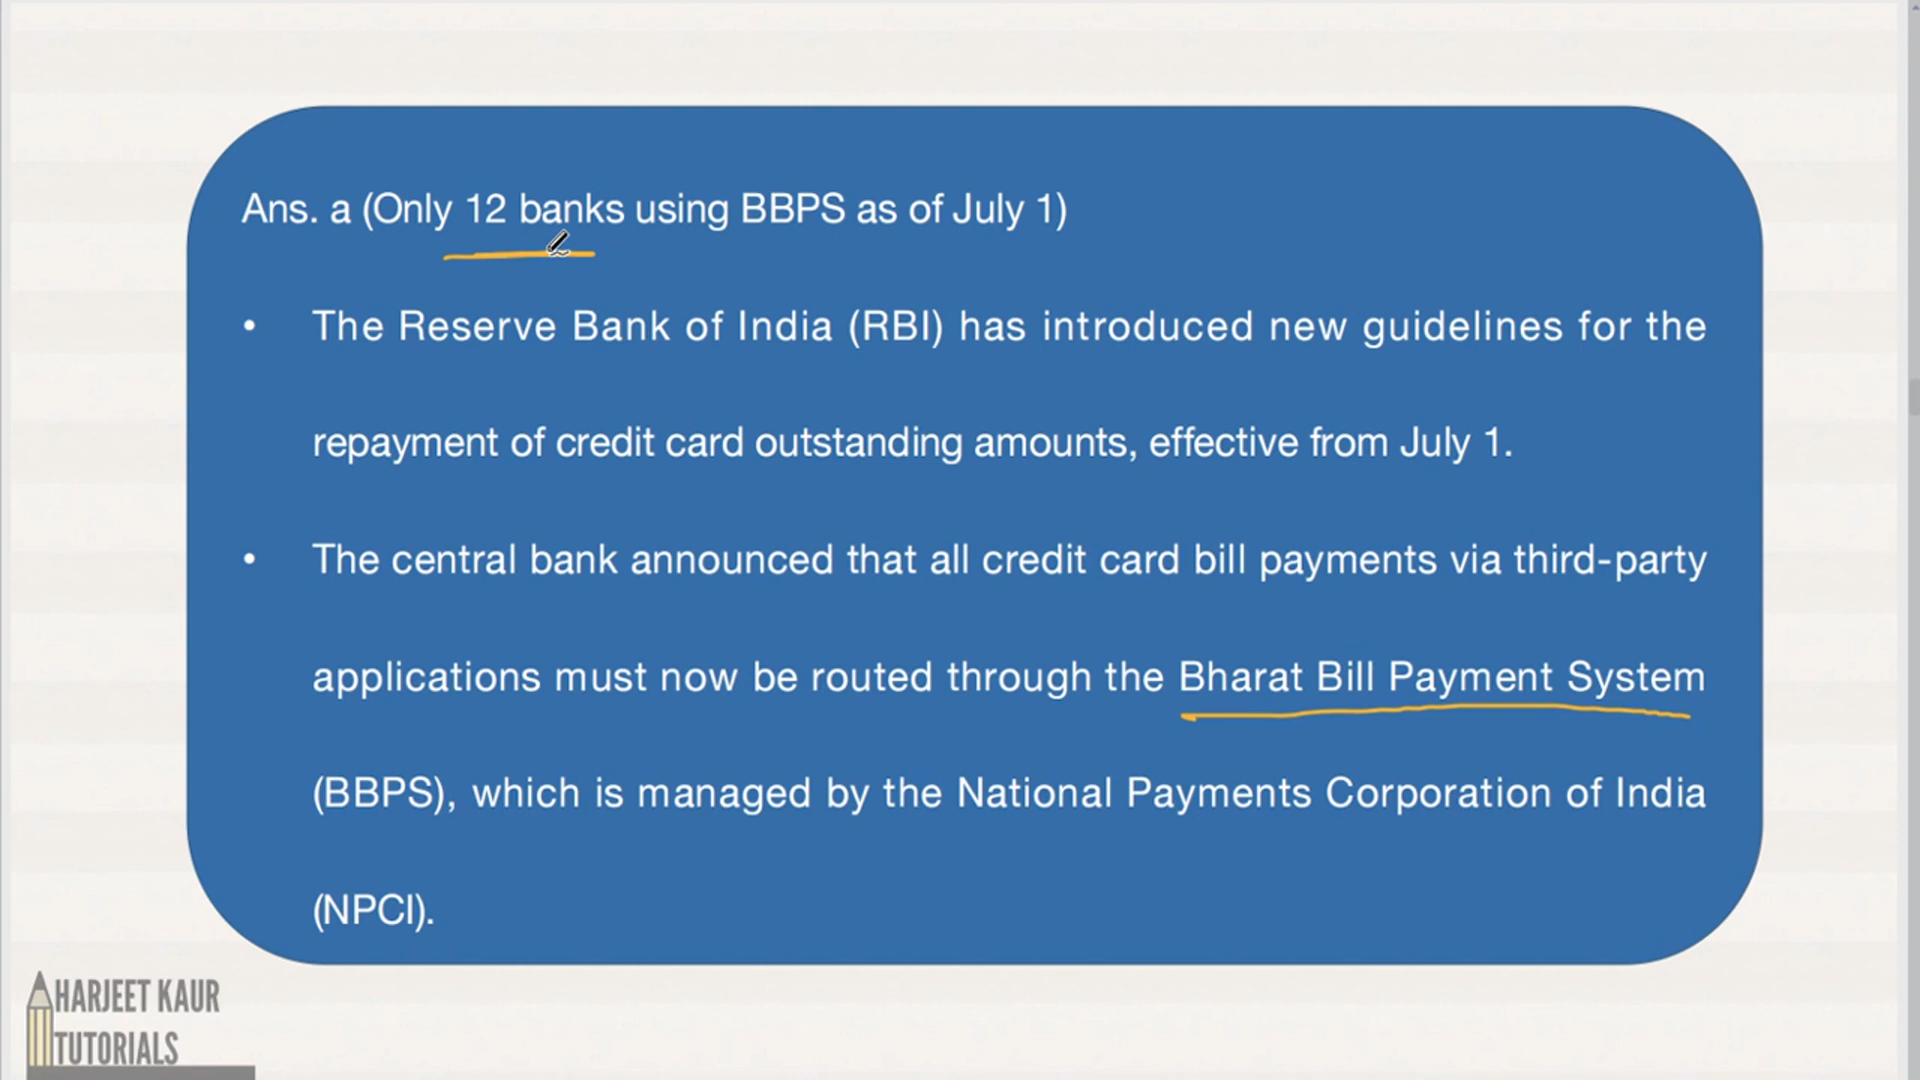 Ans. a (Only 12 banks using BBPS as of July 1)
• The Reserve Bank of India (RBI) has introduced new guidelines for the
repayment of credit card outstanding amounts, effective from July 1.
• The central bank announced that all credit card bill payments via third-party
applications must now be routed through the Bharat Bill Payment System
(BBPS), which is managed by the National Payments Corporation of India
(NPCI).
HARJEET KAUR
TUTORIALS